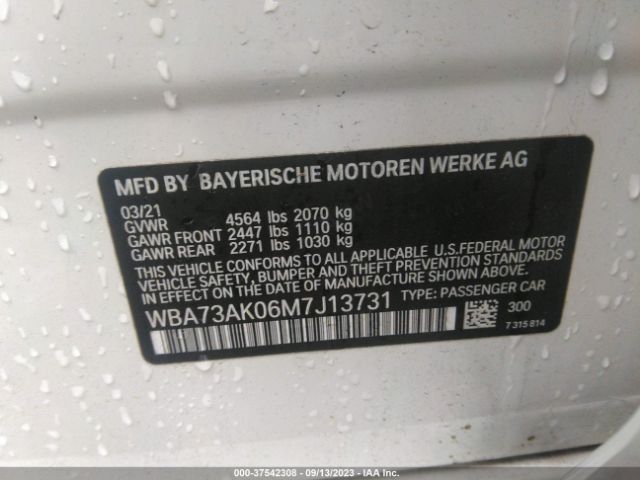 MFD BY BAYERISCHE MOTOREN WERKE AG
03/21
GVWR 4564 lbs 2070 kg
GAWR FRONT 2447 lbs 1110 kg
GAWR REAR 2271 lbs 1030 kg
THIS VEHICLE CONFORMS TO ALL APPLICABLE U.S.FEDERAL MOTOR
VEHICLE SAFETY, BUMPER AND THEFT PREVENTION STANDARDS
IN EFFECT ON THE DATE OF MANUFACTURE SHOWN ABOVE.
WBA73AK06M7J13731 TYPE: PASSENGER CAR
300
7 315 814
000-37542308 - 09/13/2023 - IAA Inc.